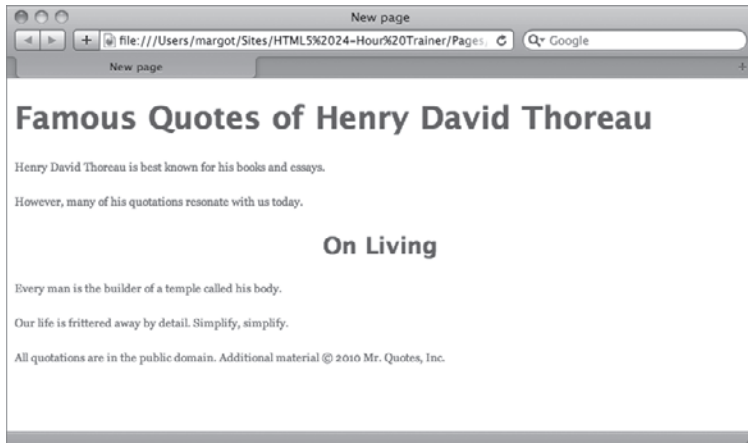 New page
file:///Users/margot/Sites/HTML5%2024-Hour%20Trainer/Pages/
Google
New page
Famous Quotes of Henry David Thoreau
Henry David Thoreau is best known for his books and essays.
However, many of his quotations resonate with us today.
On Living
Every man is the builder of a temple called his body.
Our life is frittered away by detail. Simplify, simplify.
All quotations are in the public domain. Additional material © 2010 Mr. Quotes, Inc.